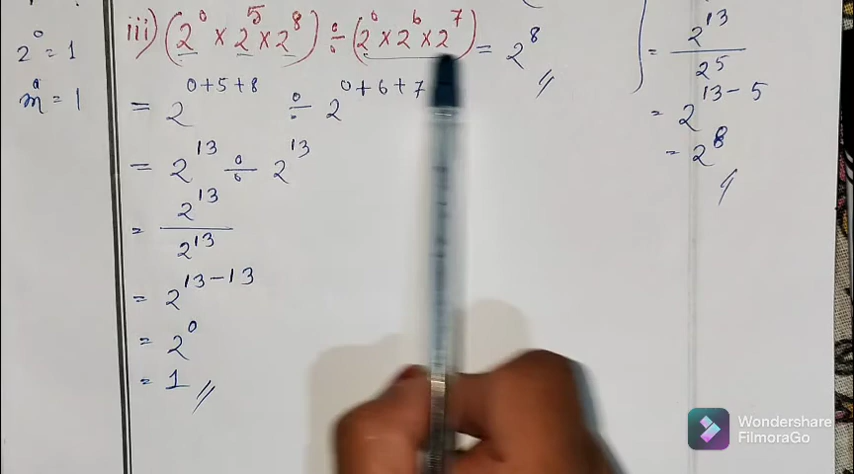 2⁰ = 1
m⁰ = 1
iii) (2⁰ × 2⁵ × 2⁸) ÷ (2⁰ × 2⁶ × 2⁷) = 2⁸
= 2⁰⁺⁵⁺⁸ ÷ 2⁰⁺⁶⁺⁷
= 2¹³ ÷ 2¹³
= 2¹³ / 2¹³
= 2¹³⁻¹³
= 2⁰
= 1
= 2¹³ / 2⁵
= 2¹³⁻⁵
= 2⁸
Wondershare
FilmoraGo